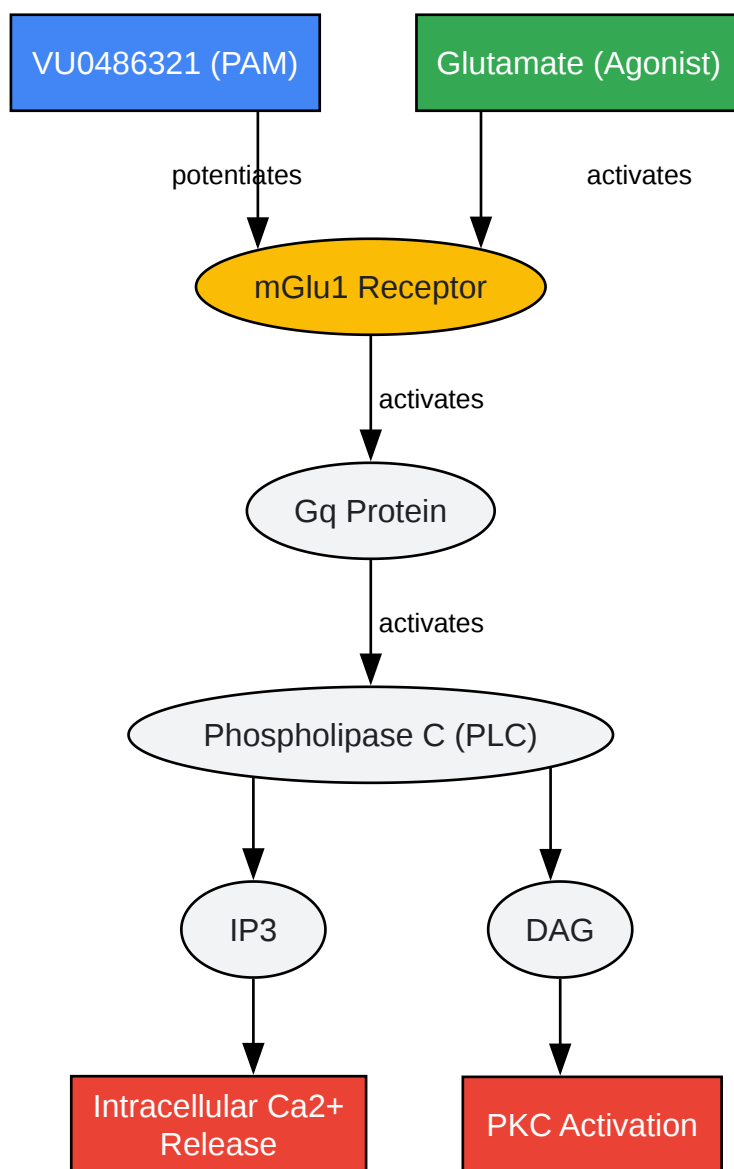 VU0486321 (PAM)
Glutamate (Agonist)
potentiates
activates
mGlu1 Receptor
activates
Gq Protein
activates
Phospholipase C (PLC)
IP3
DAG
Intracellular Ca2+
Release
PKC Activation